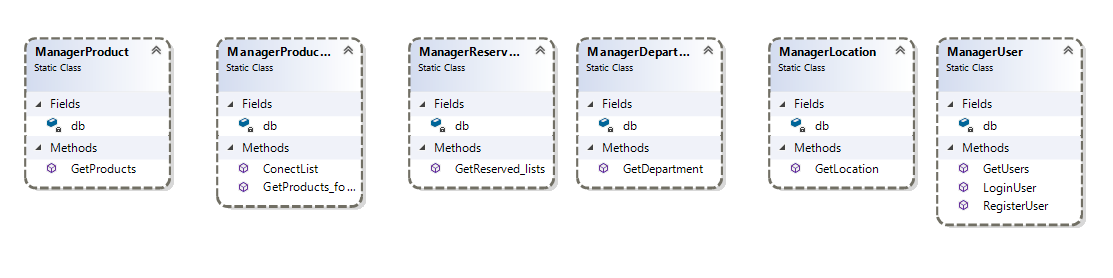 ManagerProduct
Static Class
Fields
db
Methods
GetProducts
ManagerProduc...
Static Class
Fields
db
Methods
ConectList
GetProducts_fo...
ManagerReserv...
Static Class
Fields
db
Methods
GetReserved_lists
ManagerDepart...
Static Class
Fields
db
Methods
GetDepartment
ManagerLocation
Static Class
Fields
db
Methods
GetLocation
ManagerUser
Static Class
Fields
db
Methods
GetUsers
LoginUser
RegisterUser